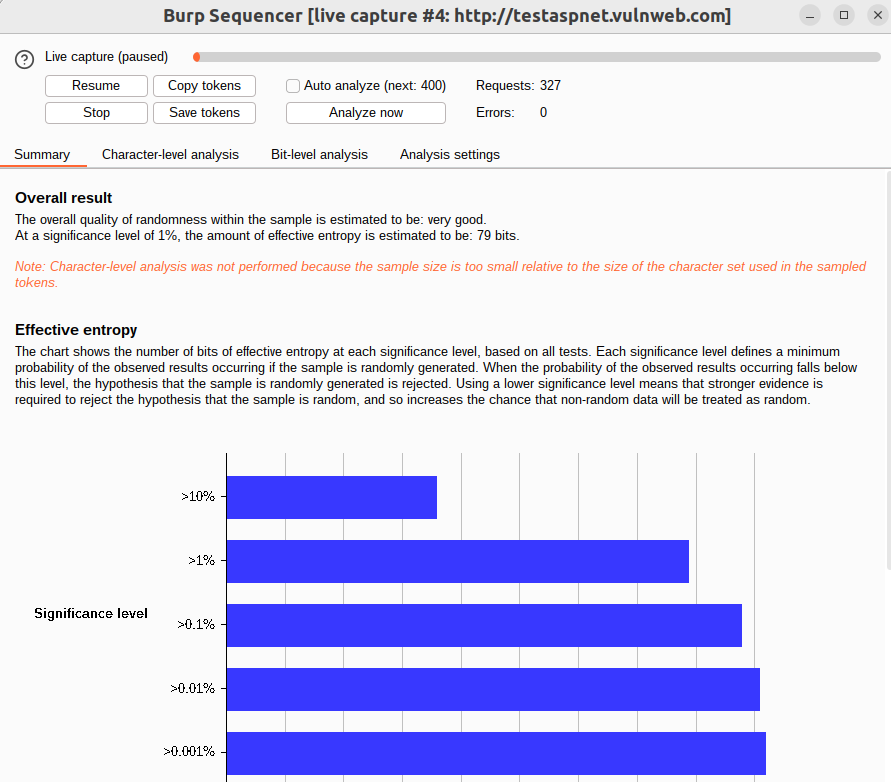 Burp Sequencer [live capture #4: http://testaspnet.vulnweb.com]
Live capture (paused)
Resume Copy tokens Auto analyze (next: 400) Requests: 327
Stop Save tokens Analyze now Errors: 0
Summary Character-level analysis Bit-level analysis Analysis settings
Overall result
The overall quality of randomness within the sample is estimated to be: very good.
At a significance level of 1%, the amount of effective entropy is estimated to be: 79 bits.
Note: Character-level analysis was not performed because the sample size is too small relative to the size of the character set used in the sampled
tokens.
Effective entropy
The chart shows the number of bits of effective entropy at each significance level, based on all tests. Each significance level defines a minimum
probability of the observed results occurring if the sample is randomly generated. When the probability of the observed results occurring falls below
this level, the hypothesis that the sample is randomly generated is rejected. Using a lower significance level means that stronger evidence is
required to reject the hypothesis that the sample is random, and so increases the chance that non-random data will be treated as random.
>10%
>1%
Significance level
>0.1%
>0.01%
>0.001%